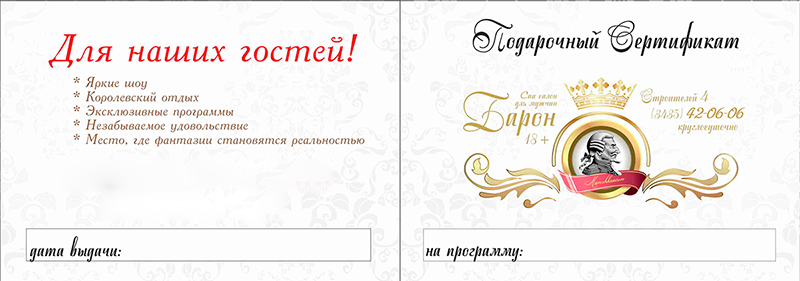 Для наших гостей!
* Яркие шоу
* Королевский отдых
* Эксклюзивные программы
* Незабываемое удовольствие
* Место, где фантазии становятся реальностью
дата выдачи:
Подарочный Сертификат
Спа салон
для мужчин
Барон
18 +
Строителей 4
(3435) 42-06-06
круглосуточно
Мюнхгаузен
на программу: